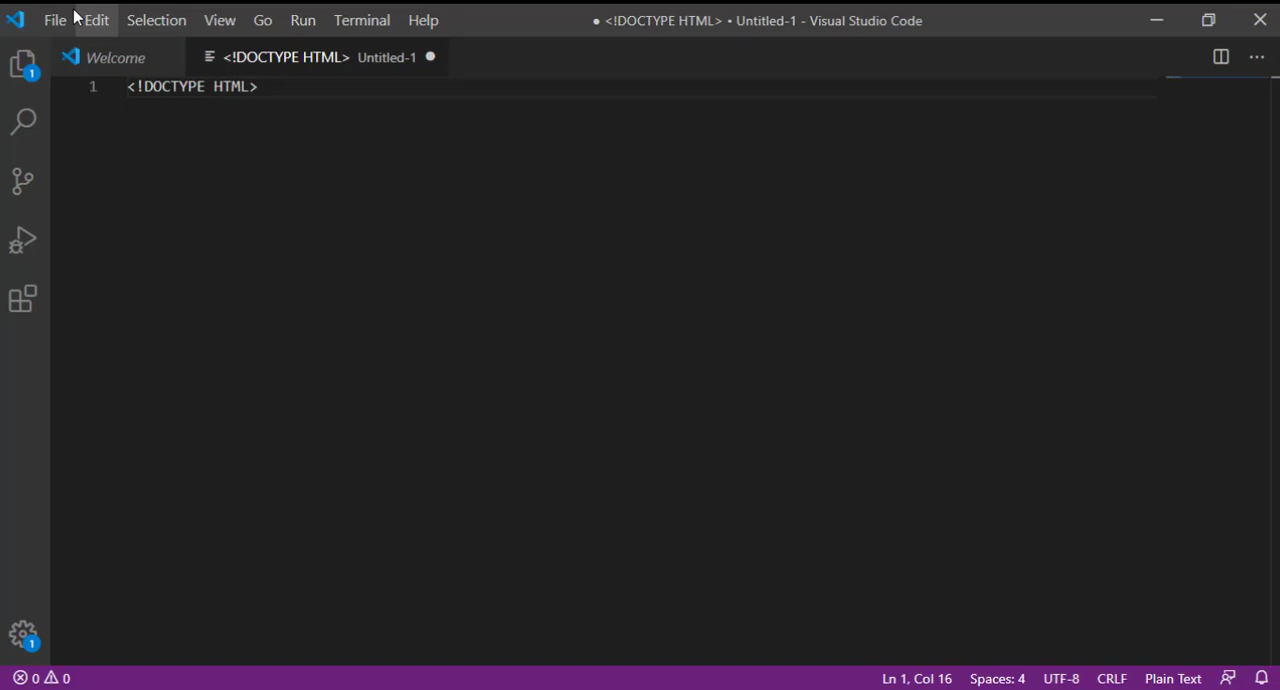 File Edit Selection View Go Run Terminal Help ● <!DOCTYPE HTML> • Untitled-1 - Visual Studio Code
Welcome <!DOCTYPE HTML> Untitled-1
1 <!DOCTYPE HTML>
1
1
0 0 Ln 1, Col 16 Spaces: 4 UTF-8 CRLF Plain Text